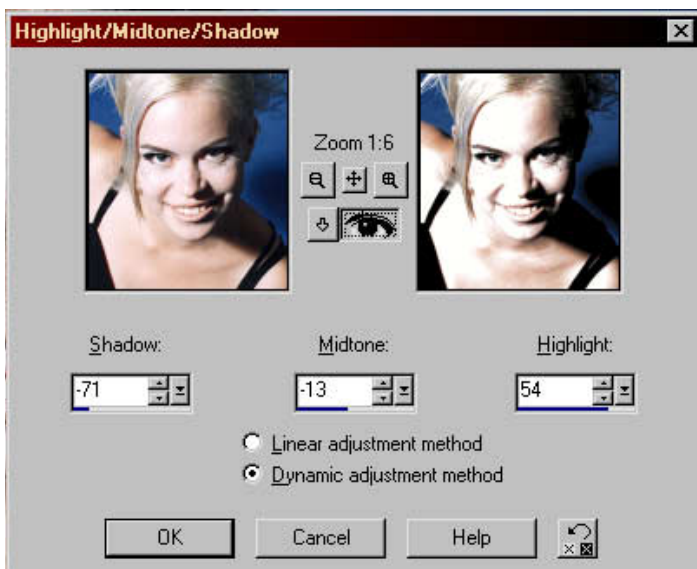 Highlight/Midtone/Shadow
Zoom 1:6
Shadow: Midtone: Highlight:
-71 -13 54
Linear adjustment method
Dynamic adjustment method
OK Cancel Help